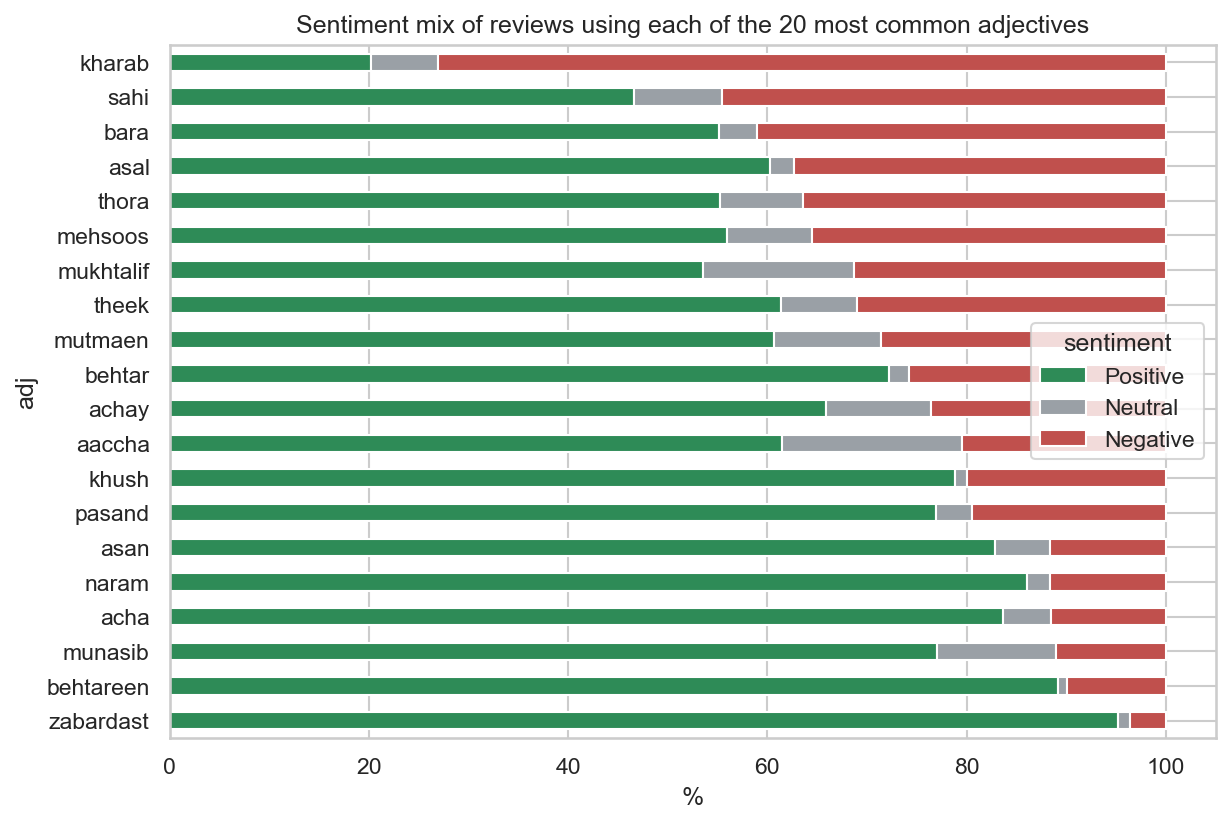 Sentiment mix of reviews using each of the 20 most common adjectives
kharab
sahi
bara
asal
thora
mehsoos
mukhtalif
theek
mutmaen
behtar
achay
aaccha
khush
pasand
asan
naram
acha
munasib
behtareen
zabardast
adj
sentiment
Positive
Neutral
Negative
0 20 40 60 80 100
%